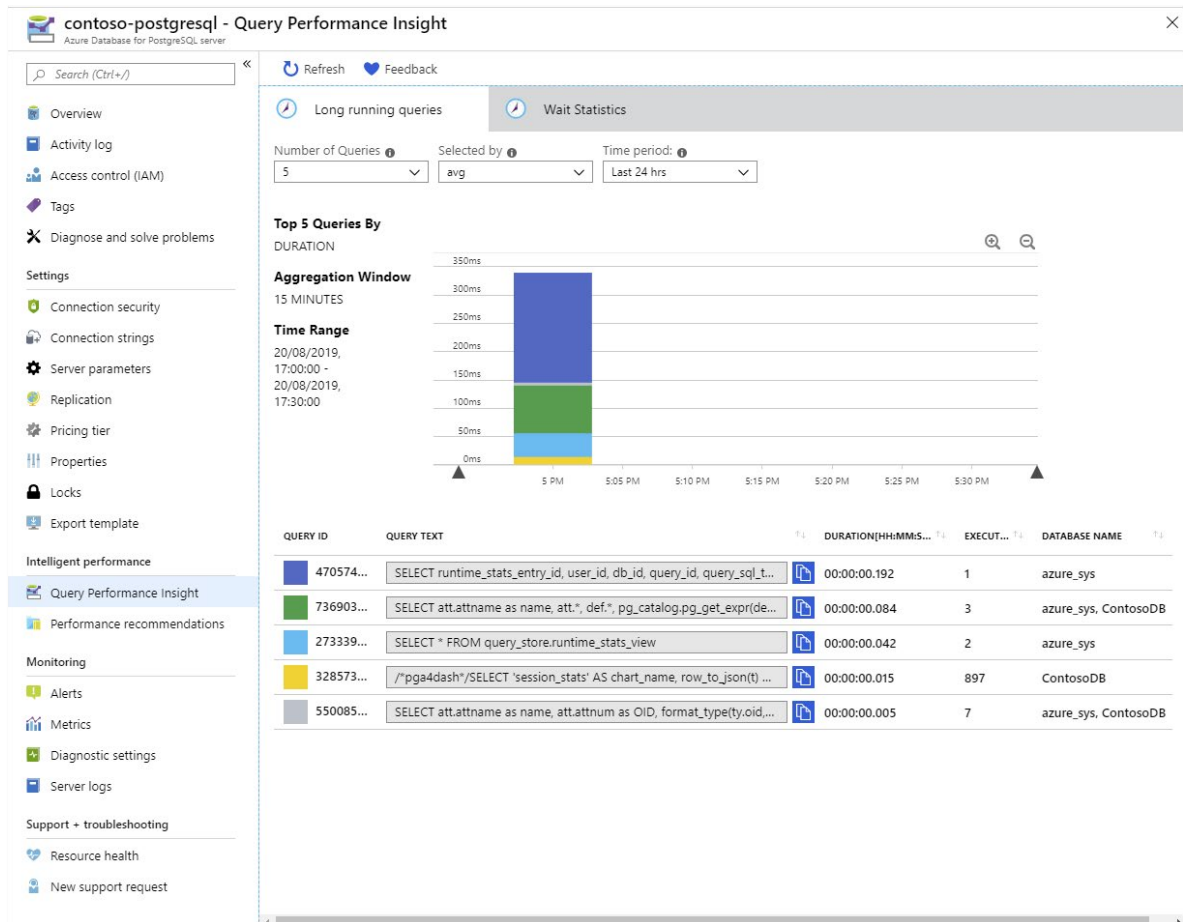 contoso-postgresql - Query Performance Insight
Azure Database for PostgreSQL server
Search (Ctrl+/)
Overview
Activity log
Access control (IAM)
Tags
Diagnose and solve problems
Settings
Connection security
Connection strings
Server parameters
Replication
Pricing tier
Properties
Locks
Export template
Intelligent performance
Query Performance Insight
Performance recommendations
Monitoring
Alerts
Metrics
Diagnostic settings
Server logs
Support + troubleshooting
Resource health
New support request
Refresh Feedback
Long running queries Wait Statistics
Number of Queries Selected by Time period:
5 avg Last 24 hrs
Top 5 Queries By
DURATION
Aggregation Window
15 MINUTES
Time Range
20/08/2019,
17:00:00 -
20/08/2019,
17:30:00
350ms
300ms
250ms
200ms
150ms
100ms
50ms
0ms
5 PM 5:05 PM 5:10 PM 5:15 PM 5:20 PM 5:25 PM 5:30 PM
QUERY ID QUERY TEXT DURATION[HH:MM:S... EXECUT... DATABASE NAME
470574... SELECT runtime_stats_entry_id, user_id, db_id, query_id, query_sql_t... 00:00:00.192 1 azure_sys
736903... SELECT att.attname as name, att.*, def.*, pg_catalog.pg_get_expr(de... 00:00:00.084 3 azure_sys, ContosoDB
273339... SELECT * FROM query_store.runtime_stats_view 00:00:00.042 2 azure_sys
328573... /*pga4dash*/SELECT 'session_stats' AS chart_name, row_to_json(t) ... 00:00:00.015 897 ContosoDB
550085... SELECT att.attname as name, att.attnum as OID, format_type(ty.oid,... 00:00:00.005 7 azure_sys, ContosoDB